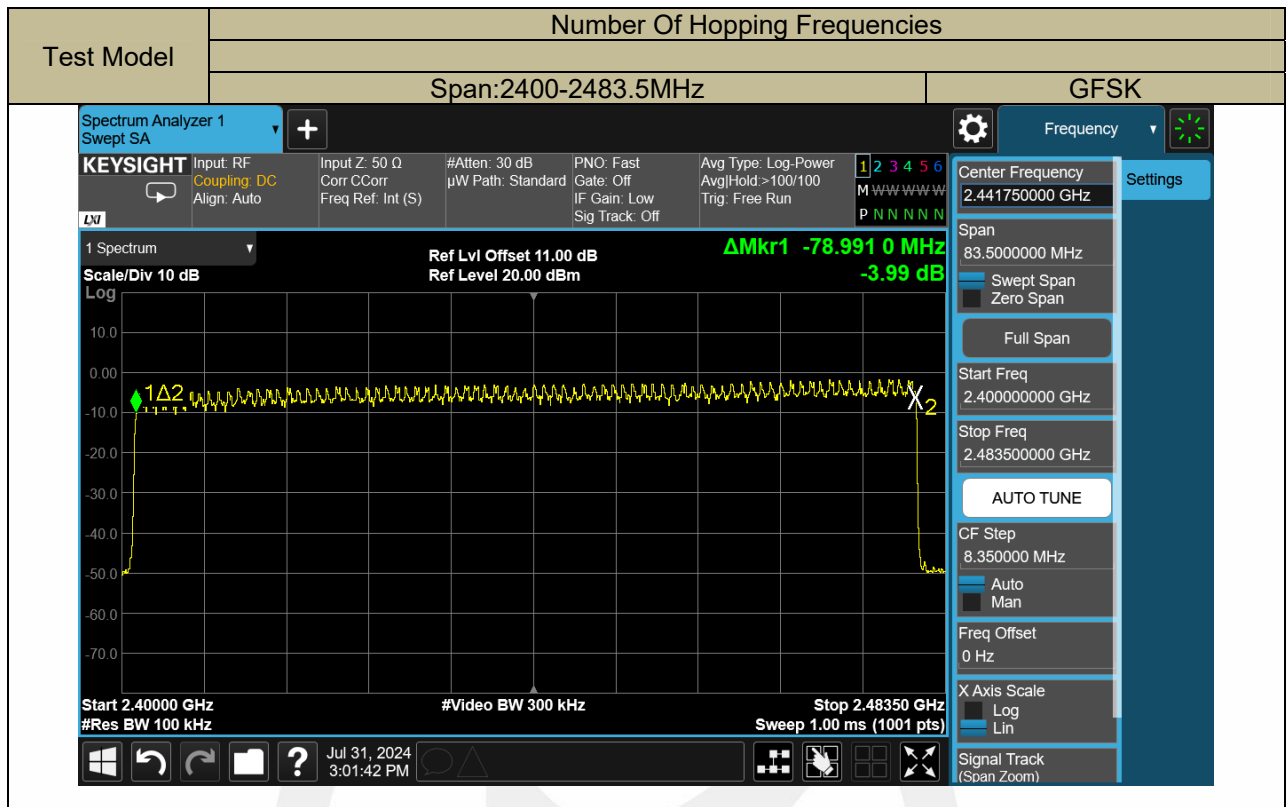 Test Model
Number Of Hopping Frequencies
Span:2400-2483.5MHz
GFSK
Spectrum Analyzer 1
Swept SA
Frequency
KEYSIGHT
LXI
Input: RF
Coupling: DC
Align: Auto
Input Z: 50 Ω
Corr CCorr
Freq Ref: Int (S)
#Atten: 30 dB
µW Path: Standard
PNO: Fast
Gate: Off
IF Gain: Low
Sig Track: Off
Avg Type: Log-Power
Avg|Hold:>100/100
Trig: Free Run
1 2 3 4 5 6
M W W W W W
P N N N N N
1 Spectrum
Scale/Div 10 dB
Log
Ref Lvl Offset 11.00 dB
Ref Level 20.00 dBm
ΔMkr1 -78.991 0 MHz
-3.99 dB
10.0
0.00
-10.0
-20.0
-30.0
-40.0
-50.0
-60.0
-70.0
1Δ2
2
Start 2.40000 GHz
#Res BW 100 kHz
#Video BW 300 kHz
Stop 2.48350 GHz
Sweep 1.00 ms (1001 pts)
Center Frequency
2.441750000 GHz
Settings
Span
83.5000000 MHz
Swept Span
Zero Span
Full Span
Start Freq
2.400000000 GHz
Stop Freq
2.483500000 GHz
AUTO TUNE
CF Step
8.350000 MHz
Auto
Man
Freq Offset
0 Hz
X Axis Scale
Log
Lin
Signal Track
(Span Zoom)
?
Jul 31, 2024
3:01:42 PM